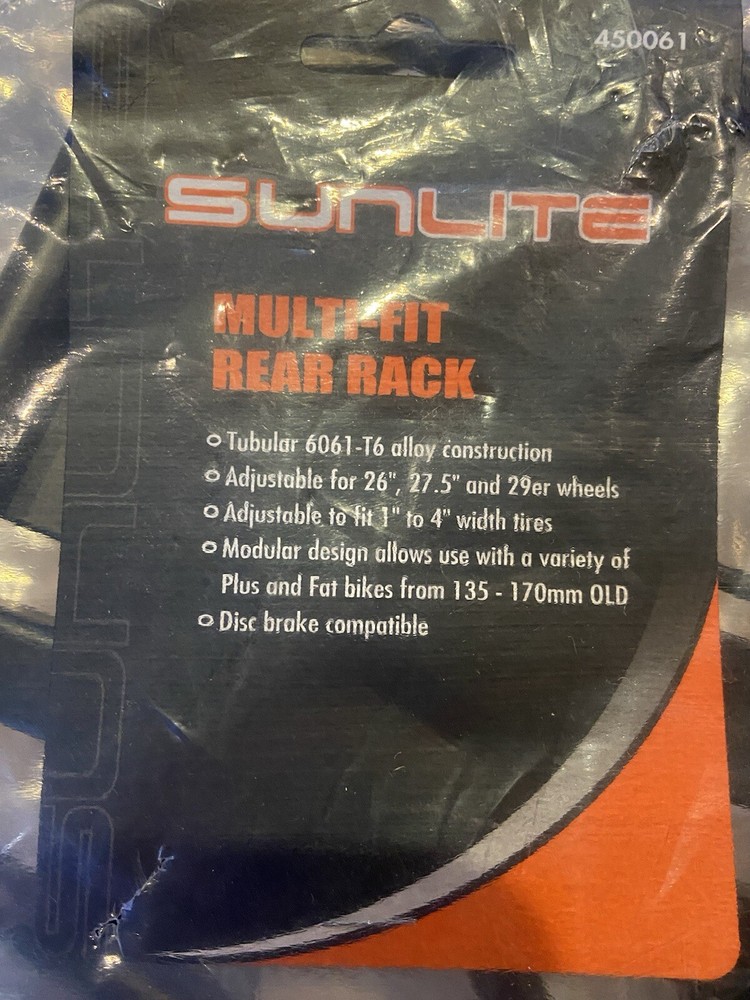 450061
SUNLITE
MULTI-FIT
REAR RACK
Tubular 6061-T6 alloy construction
Adjustable for 26", 27.5" and 29er wheels
Adjustable to fit 1" to 4" width tires
Modular design allows use with a variety of
Plus and Fat bikes from 135 - 170mm OLD
Disc brake compatible
SUNLITE